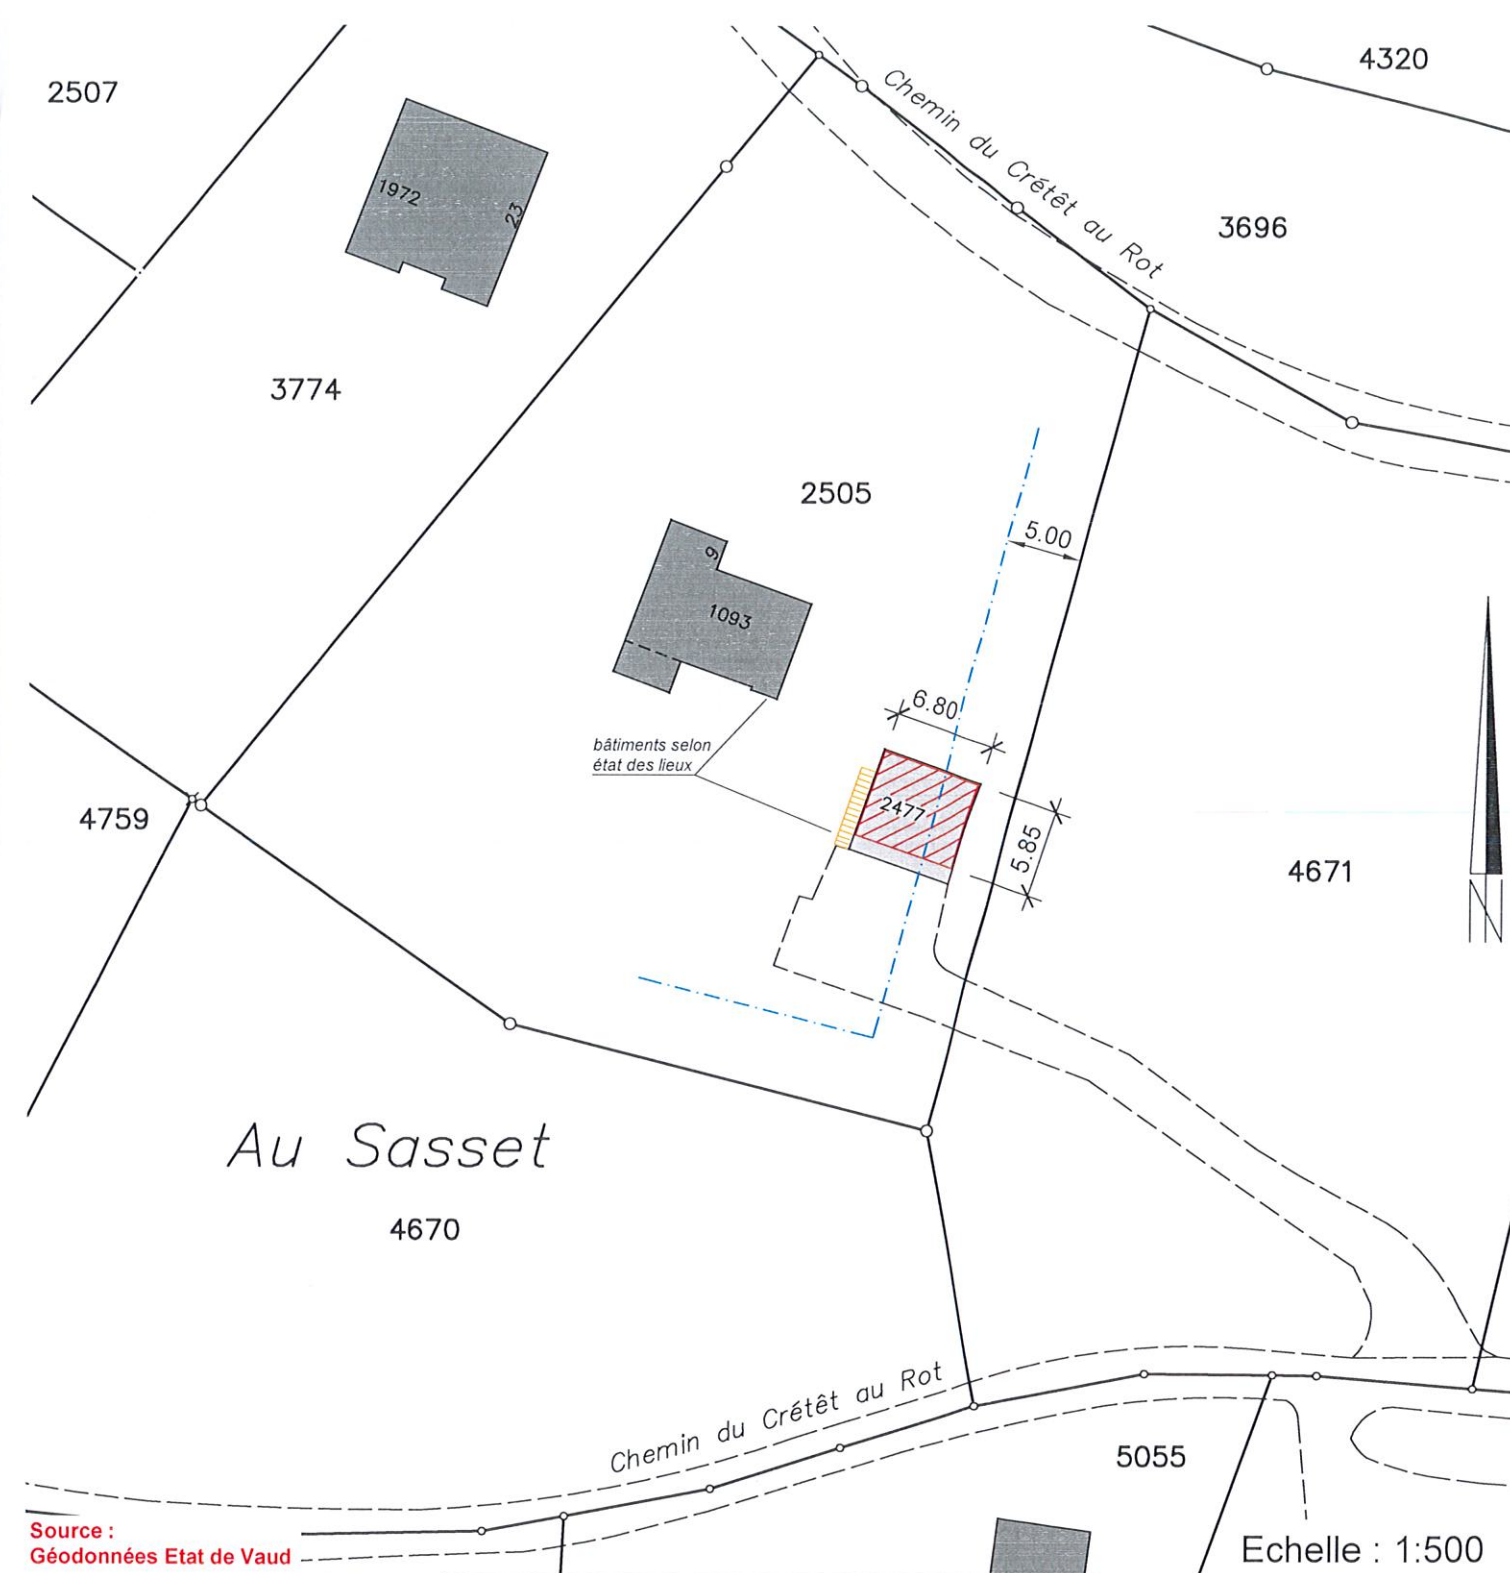 4320
2507
Chemin du Crétêt au Rot
1972
23
3696
3774
2505
5.00
9
1093
6.80
bâtiments selon
état des lieux
2477
4759
5.85
4671
N
Au Sasset
4670
Chemin du Crétêt au Rot
5055
Source :
Géodonnées Etat de Vaud
Echelle : 1:500